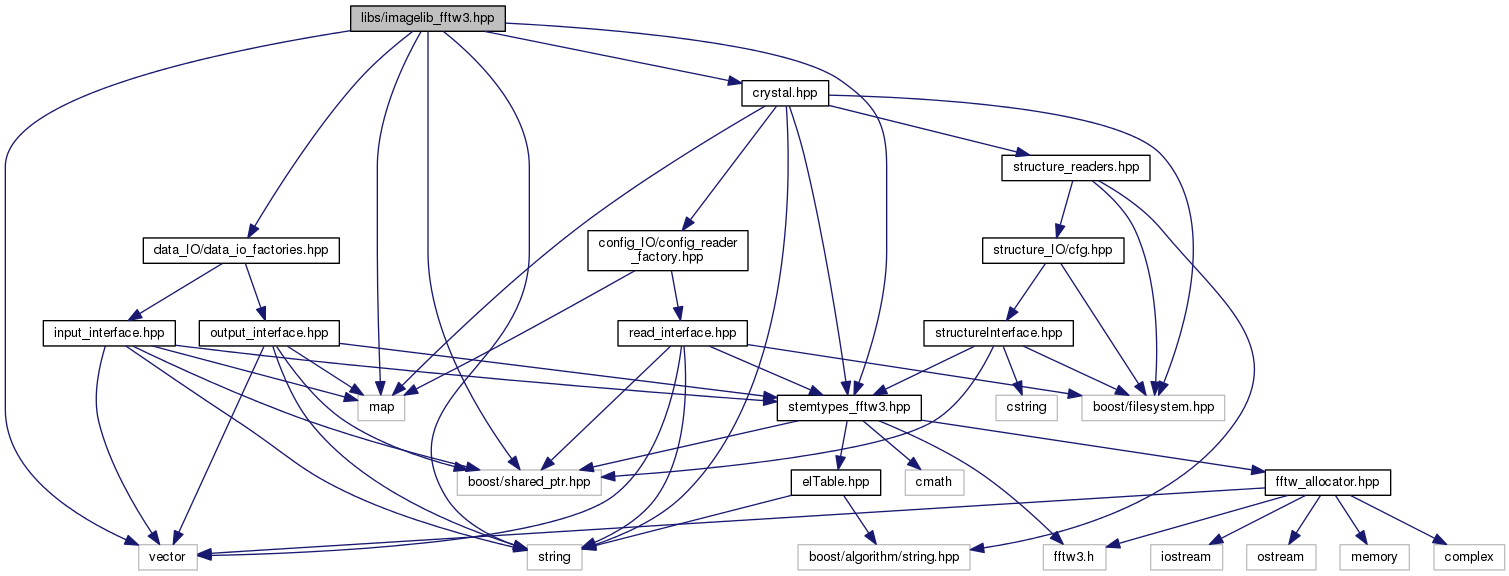 libs/imagelib_fftw3.hpp
crystal.hpp
structure_readers.hpp
data_IO/data_io_factories.hpp
config_IO/config_reader
_factory.hpp
structure_IO/cfg.hpp
input_interface.hpp
output_interface.hpp
read_interface.hpp
structureInterface.hpp
map
stemtypes_fftw3.hpp
cstring
boost/filesystem.hpp
boost/shared_ptr.hpp
elTable.hpp
cmath
fftw_allocator.hpp
vector
string
boost/algorithm/string.hpp
fftw3.h
iostream
ostream
memory
complex